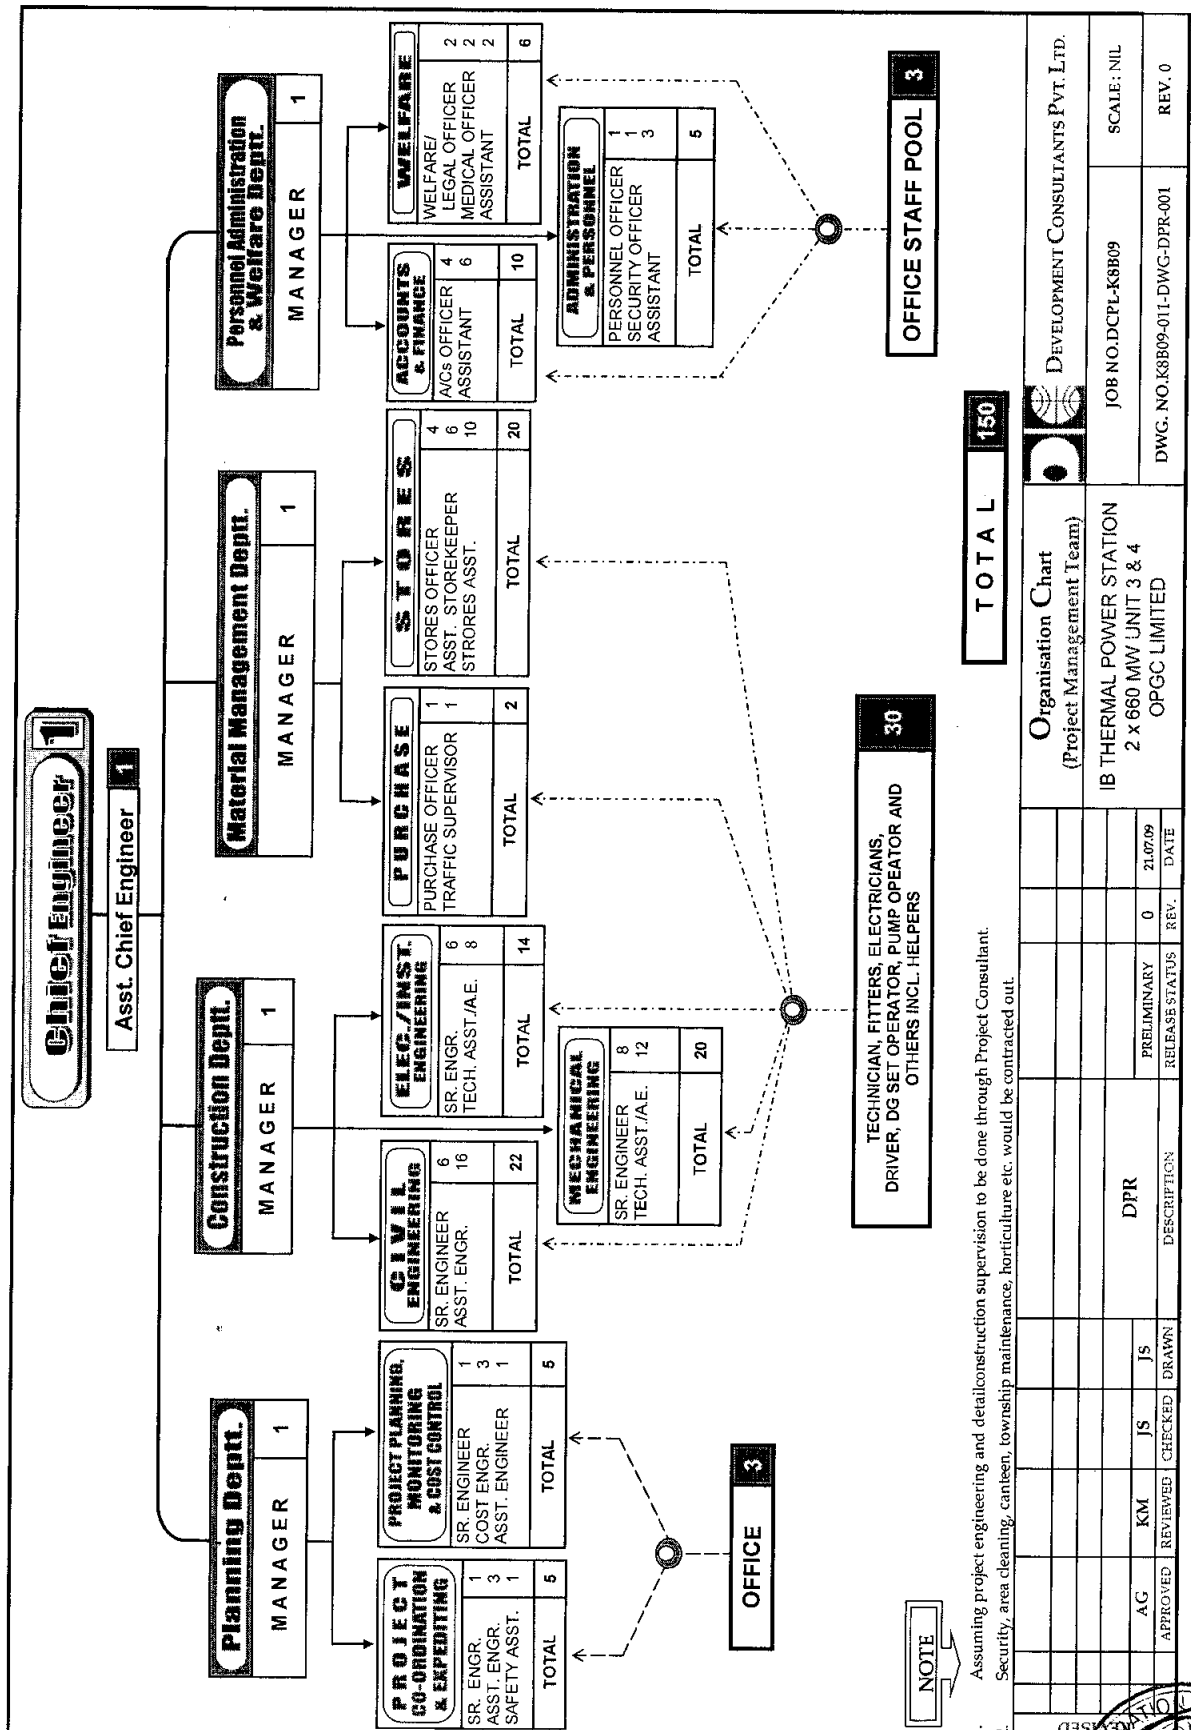 Chief Engineer 1
Asst. Chief Engineer 1
Planning Deptt.
MANAGER 1
PROJECT
CO-ORDINATION
& EXPEDITING
SR. ENGR. 1
ASST. ENGR. 3
SAFETY ASST. 1
TOTAL 5
PROJECT PLANNING,
MONITORING
& COST CONTROL
SR. ENGINEER 1
COST ENGR. 3
ASST. ENGINEER 1
TOTAL 5
OFFICE 3
Construction Deptt.
MANAGER 1
CIVIL
ENGINEERING
SR. ENGINEER 6
ASST. ENGR. 16
TOTAL 22
ELEC./INST.
ENGINEERING
SR. ENGR. 6
TECH. ASST./A.E. 8
TOTAL 14
MECHANICAL
ENGINEERING
SR. ENGINEER 8
TECH. ASST./A.E. 12
TOTAL 20
Material Management Deptt.
MANAGER 1
PURCHASE
PURCHASE OFFICER 1
TRAFFIC SUPERVISOR 1
TOTAL 2
STORES
STORES OFFICER 4
ASST. STOREKEEPER 6
STRORES ASST. 10
TOTAL 20
TECHNICIAN, FITTERS, ELECTRICIANS,
DRIVER, DG SET OPERATOR, PUMP OPEATOR AND
OTHERS INCL. HELPERS
30
Personnel Administration
& Welfare Deptt.
MANAGER 1
ACCOUNTS
& FINANCE
A/Cs OFFICER 4
ASSISTANT 6
TOTAL 10
WELFARE
WELFARE/
LEGAL OFFICER 2
MEDICAL OFFICER 2
ASSISTANT 2
TOTAL 6
ADMINISTRATION
& PERSONNEL
PERSONNEL OFFICER 1
SECURITY OFFICER 1
ASSISTANT 3
TOTAL 5
OFFICE STAFF POOL 3
TOTAL 150
NOTE
Assuming project engineering and detailconstruction supervision to be done through Project Consultant.
Security, area cleaning, canteen, township maintenance, horticulture etc. would be contracted out.
AG KM JS JS DPR PRELIMINARY 0 21.07.09
APPROVED REVIEWED CHECKED DRAWN DESCRIPTION RELEASE STATUS REV. DATE
Organisation Chart
(Project Management Team)
IB THERMAL POWER STATION
2 x 660 MW UNIT 3 & 4
OPGC LIMITED
DEVELOPMENT CONSULTANTS PVT. LTD.
JOB NO.DCPL-K8B09 SCALE: NIL
DWG. NO.K8B09-011-DWG-DPR-001 REV. 0